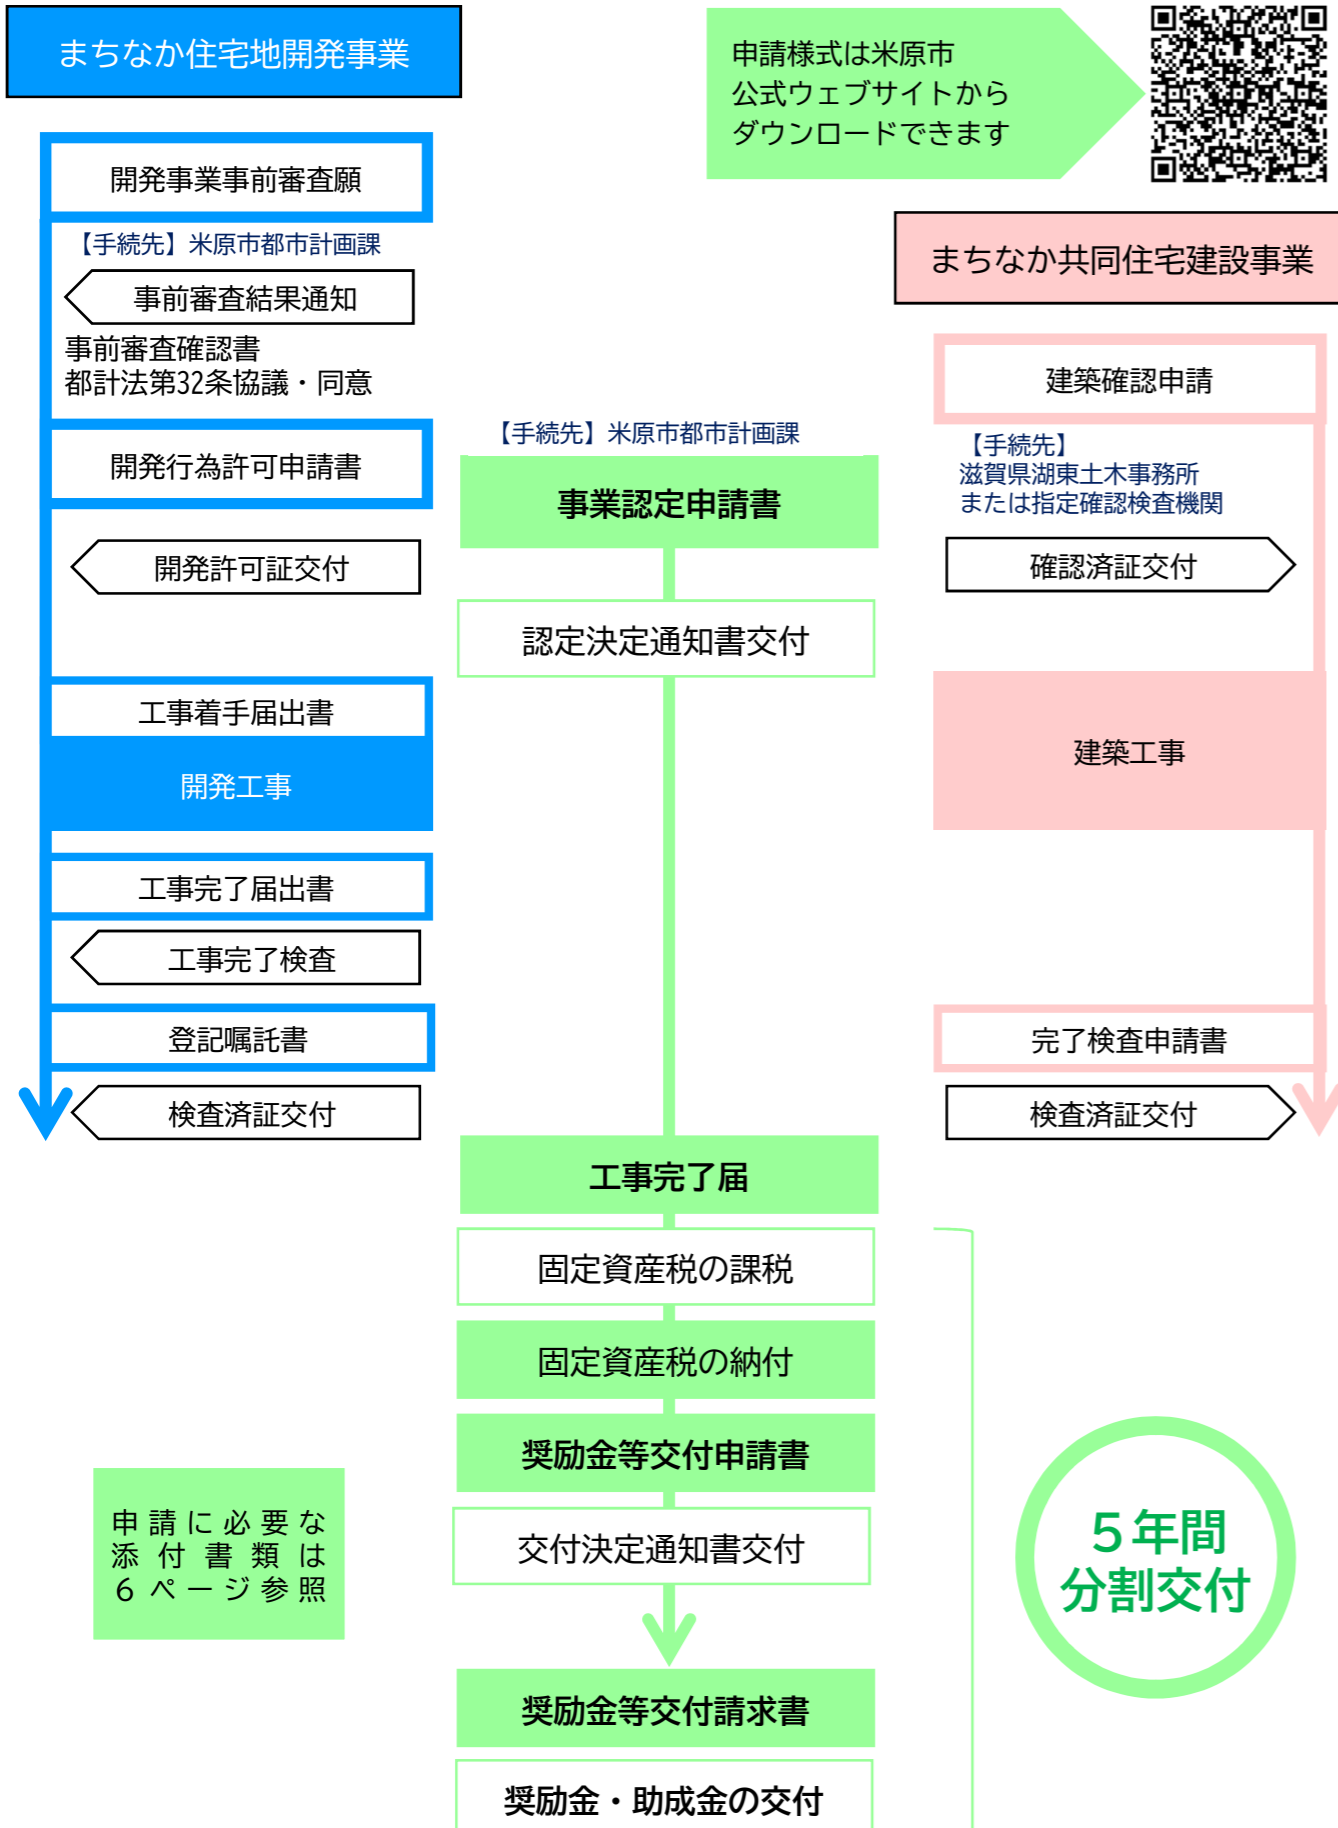 まちなか住宅地開発事業
申請様式は米原市
公式ウェブサイトから
ダウンロードできます
開発事業事前審査願
【手続先】米原市都市計画課
事前審査結果通知
事前審査確認書
都計法第32条協議・同意
開発行為許可申請書
開発許可証交付
工事着手届出書
開発工事
工事完了届出書
工事完了検査
登記嘱託書
検査済証交付
まちなか共同住宅建設事業
建築確認申請
【手続先】
滋賀県湖東土木事務所
または指定確認検査機関
確認済証交付
建築工事
完了検査申請書
検査済証交付
【手続先】米原市都市計画課
事業認定申請書
認定決定通知書交付
工事完了届
固定資産税の課税
固定資産税の納付
奨励金等交付申請書
交付決定通知書交付
奨励金等交付請求書
奨励金・助成金の交付
申請に必要な
添付書類は
６ページ参照
５年間
分割交付